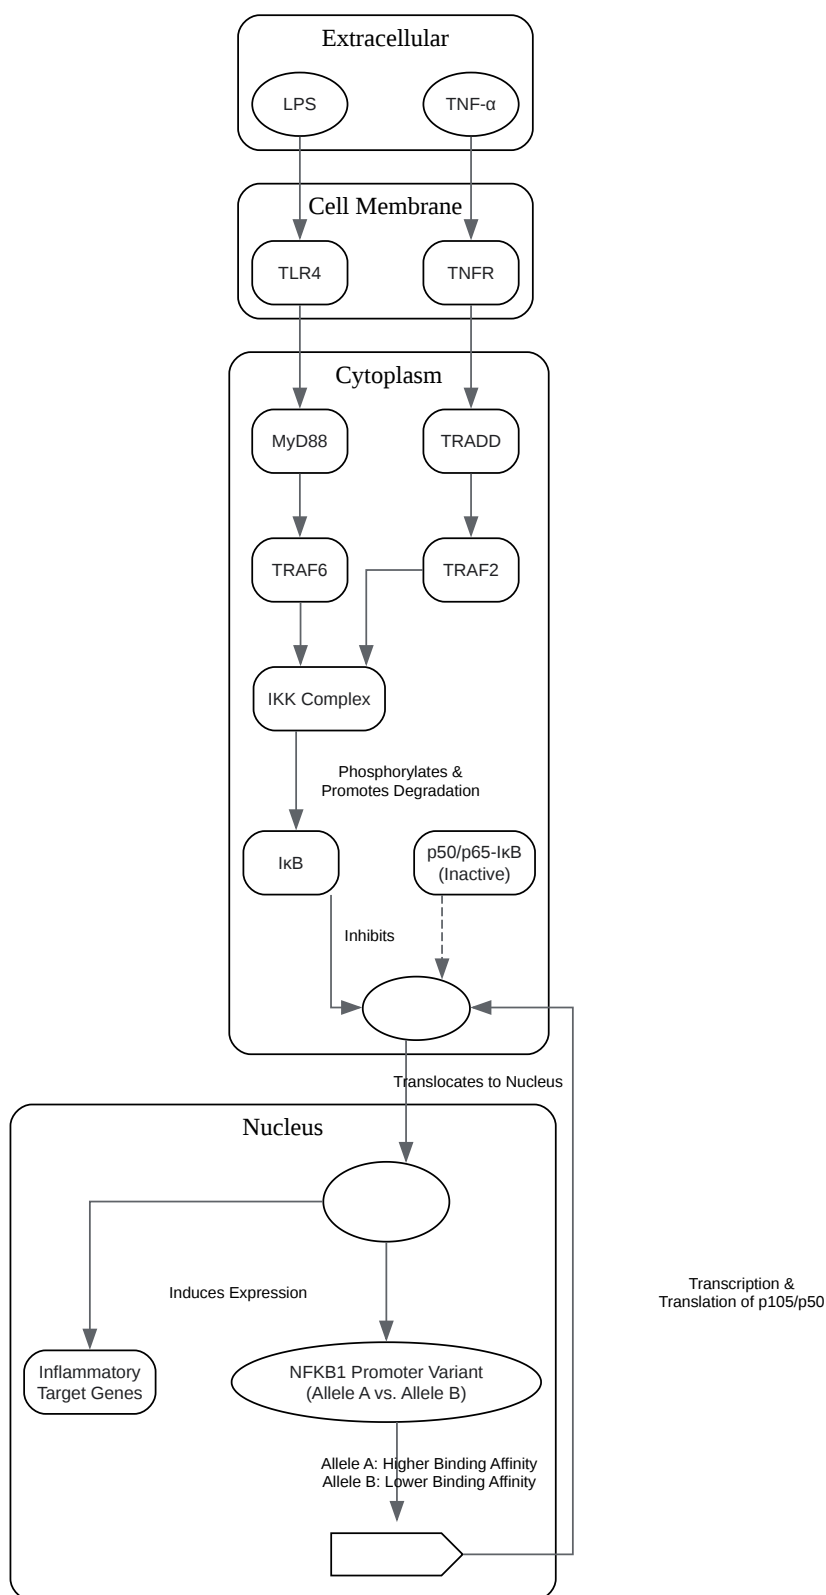 Extracellular
LPS
TNF-α
Cell Membrane
TLR4
TNFR
Cytoplasm
MyD88
TRADD
TRAF6
TRAF2
IKK Complex
Phosphorylates &
Promotes Degradation
IκB
p50/p65-IκB
(Inactive)
Inhibits
Translocates to Nucleus
Nucleus
Induces Expression
Transcription &
Translation of p105/p50
Inflammatory
Target Genes
NFKB1 Promoter Variant
(Allele A vs. Allele B)
Allele A: Higher Binding Affinity
Allele B: Lower Binding Affinity